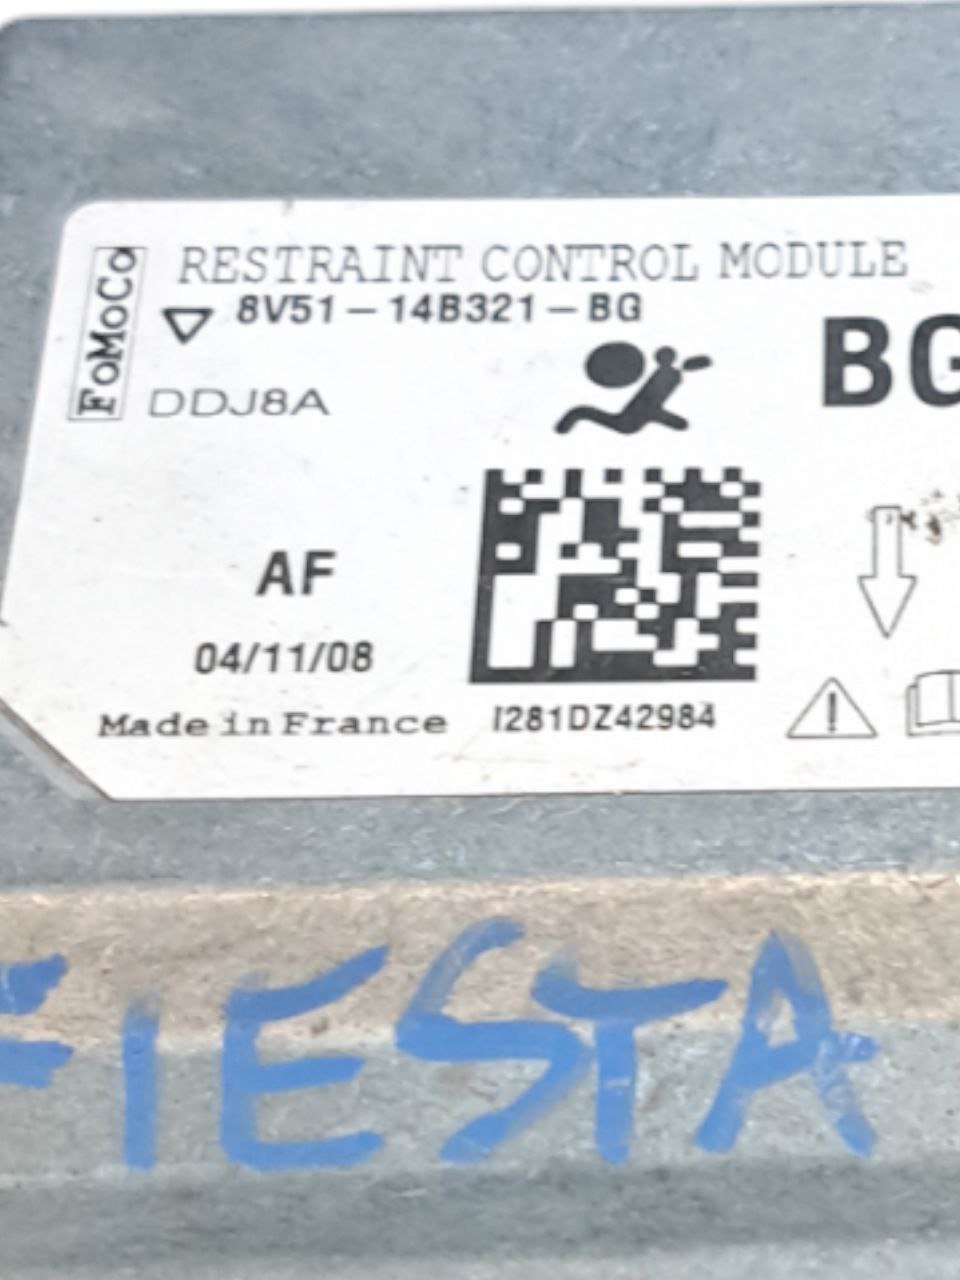 FoMoCo
RESTRAINT CONTROL MODULE
8V51-14B321-BG
BG
DDJ8A
AF
04/11/08
Made in France
I281DZ42984
FIESTA